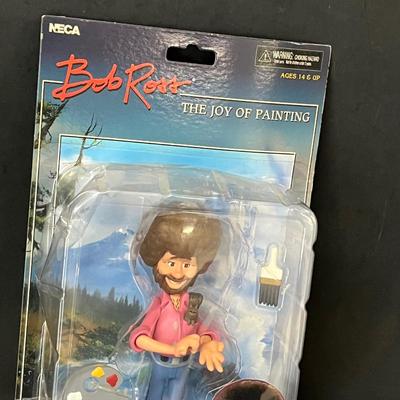 NECA
WARNING: CHOKING HAZARD
AGES 14 & UP
Bob Ross
THE JOY OF PAINTING